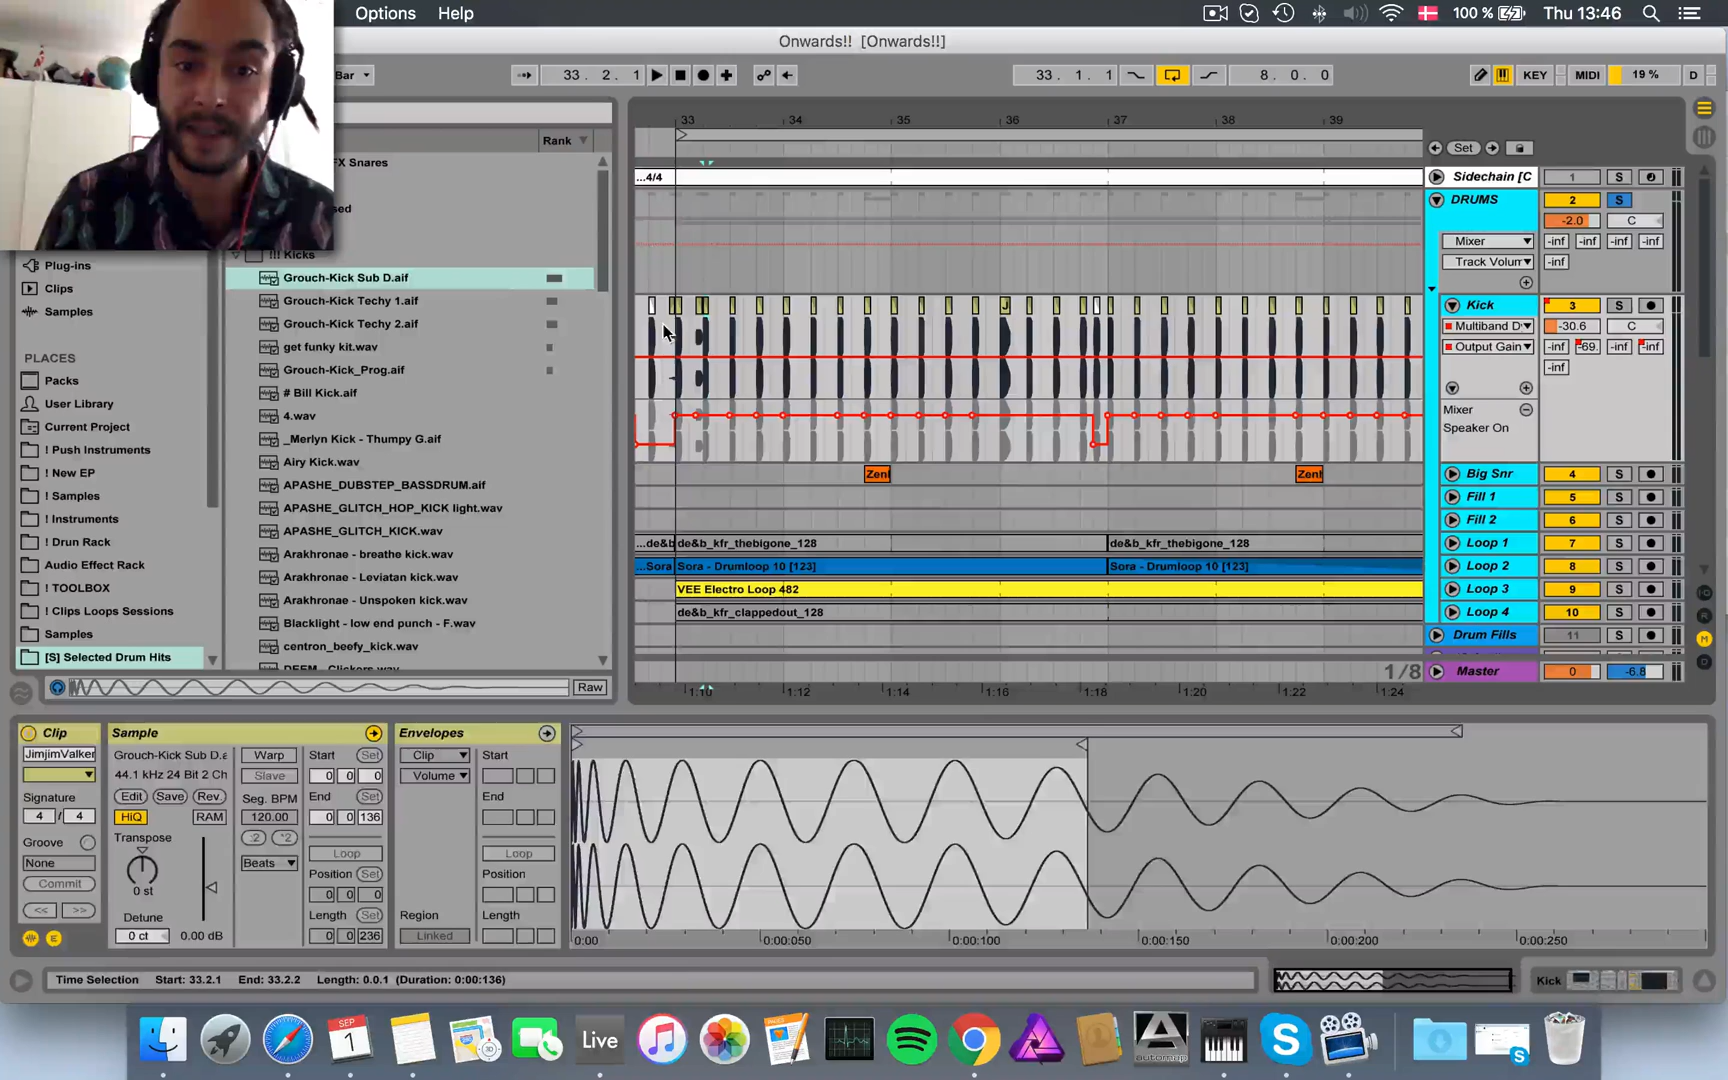 Options Help
100 % Thu 13:46
Onwards!! [Onwards!!]
Bar
33 . 2 . 1
33 . 1 . 1
8 . 0 . 0
KEY
MIDI
19 %
D
Rank
FX Snares
!!! Kicks
Grouch-Kick Sub D.aif
Grouch-Kick Techy 1.aif
Grouch-Kick Techy 2.aif
get funky kit.wav
Grouch-Kick_Prog.aif
# Bill Kick.aif
4.wav
_Merlyn Kick - Thumpy G.aif
Airy Kick.wav
APASHE_DUBSTEP_BASSDRUM.aif
APASHE_GLITCH_HOP_KICK light.wav
APASHE_GLITCH_KICK.wav
Arakhronae - breathe kick.wav
Arakhronae - Leviatan kick.wav
Arakhronae - Unspoken kick.wav
Blacklight - low end punch - F.wav
centron_beefy_kick.wav
Plug-ins
Clips
Samples
PLACES
Packs
User Library
Current Project
! Push Instruments
! New EP
! Samples
! Instruments
! Drum Rack
Audio Effect Rack
! TOOLBOX
! Clips Loops Sessions
Samples
[S] Selected Drum Hits
Raw
33 34 35 36 37 38 39
Set
...4/4
Sidechain [C
1 S
DRUMS
2 S
-2.0 C
Mixer
-inf -inf -inf -inf
Track Volum
-inf
Kick
3 S
Multiband D
-30.6 C
Output Gain
-inf -69. -inf -inf
-inf
Mixer
Speaker On
J
Zenl
Zenl
Big Snr 4 S
Fill 1 5 S
Fill 2 6 S
...de&b de&b_kfr_thebigone_128 de&b_kfr_thebigone_128
Loop 1 7 S
...Sora Sora - Drumloop 10 [123] Sora - Drumloop 10 [123]
Loop 2 8 S
VEE Electro Loop 482
Loop 3 9 S
de&b_kfr_clappedout_128
Loop 4 10 S
Drum Fills 11 S
1/8
Master 0 -6.8
1:10 1:12 1:14 1:16 1:18 1:20 1:22 1:24
Clip
JimjimValker
Signature
4 / 4
Groove
None
Commit
<< >>
Sample
Grouch-Kick Sub D.a
44.1 kHz 24 Bit 2 Ch
Edit Save Rev.
HiQ RAM
Transpose
0 st
Detune
0 ct 0.00 dB
Warp
Slave
Seg. BPM
120.00
:2 *2
Beats
Start Set
0 0 0
End Set
0 0 136
Loop
Position
0 0 0
Length Set
0 0 236
Envelopes
Clip
Volume
Region
Linked
Start
End
Loop
Position
Length
0:00 0:00:050 0:00:100 0:00:150 0:00:200 0:00:250
Time Selection Start: 33.2.1 End: 33.2.2 Length: 0.0.1 (Duration: 0:00:136)
Kick
SEP
1
Live
PAGES
automap